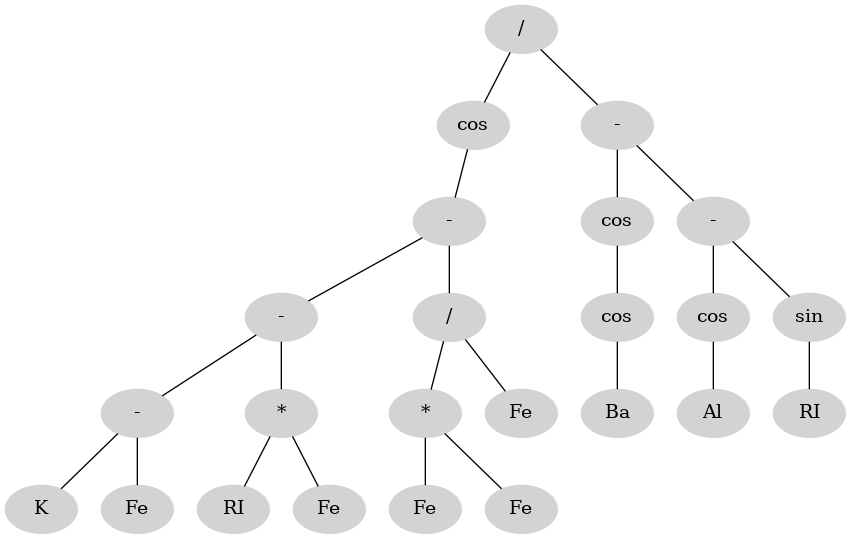 /
cos -
- cos -
- / cos cos sin
- * * Fe Ba Al RI
K Fe RI Fe Fe Fe